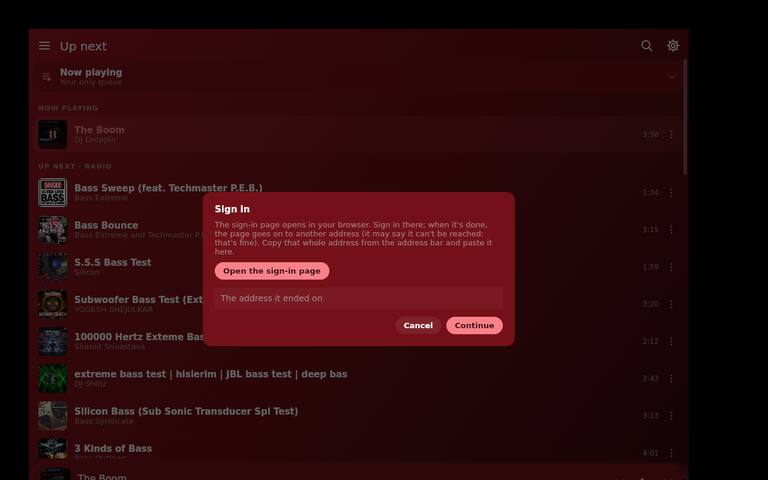 Up next
Now playing
Your only queue
NOW PLAYING
The Boom
DJ Droppin'
3:58
UP NEXT · RADIO
Bass Sweep (feat. Techmaster P.E.B.)
Bass Extreme
1:34
Bass Bounce
Bass Extreme and Techmaster P.
3:15
S.S.S Bass Test
Silicon
1:59
Subwoofer Bass Test (Ext
YOGESH SHEJULKAR
3:20
100000 Hertz Exteme Bas
Shamit Srivastava
2:12
extreme bass test | hislerim | JBL bass test | deep bas
DJ Shitiz
3:43
Silicon Bass (Sub Sonic Transducer Spl Test)
Bass Syndicate
3:13
3 Kinds of Bass
Bass Outlaws
4:01
The Boom
Sign in
The sign-in page opens in your browser. Sign in there; when it's done,
the page goes on to another address (it may say it can't be reached:
that's fine). Copy that whole address from the address bar and paste it
here.
Open the sign-in page
The address it ended on
Cancel
Continue